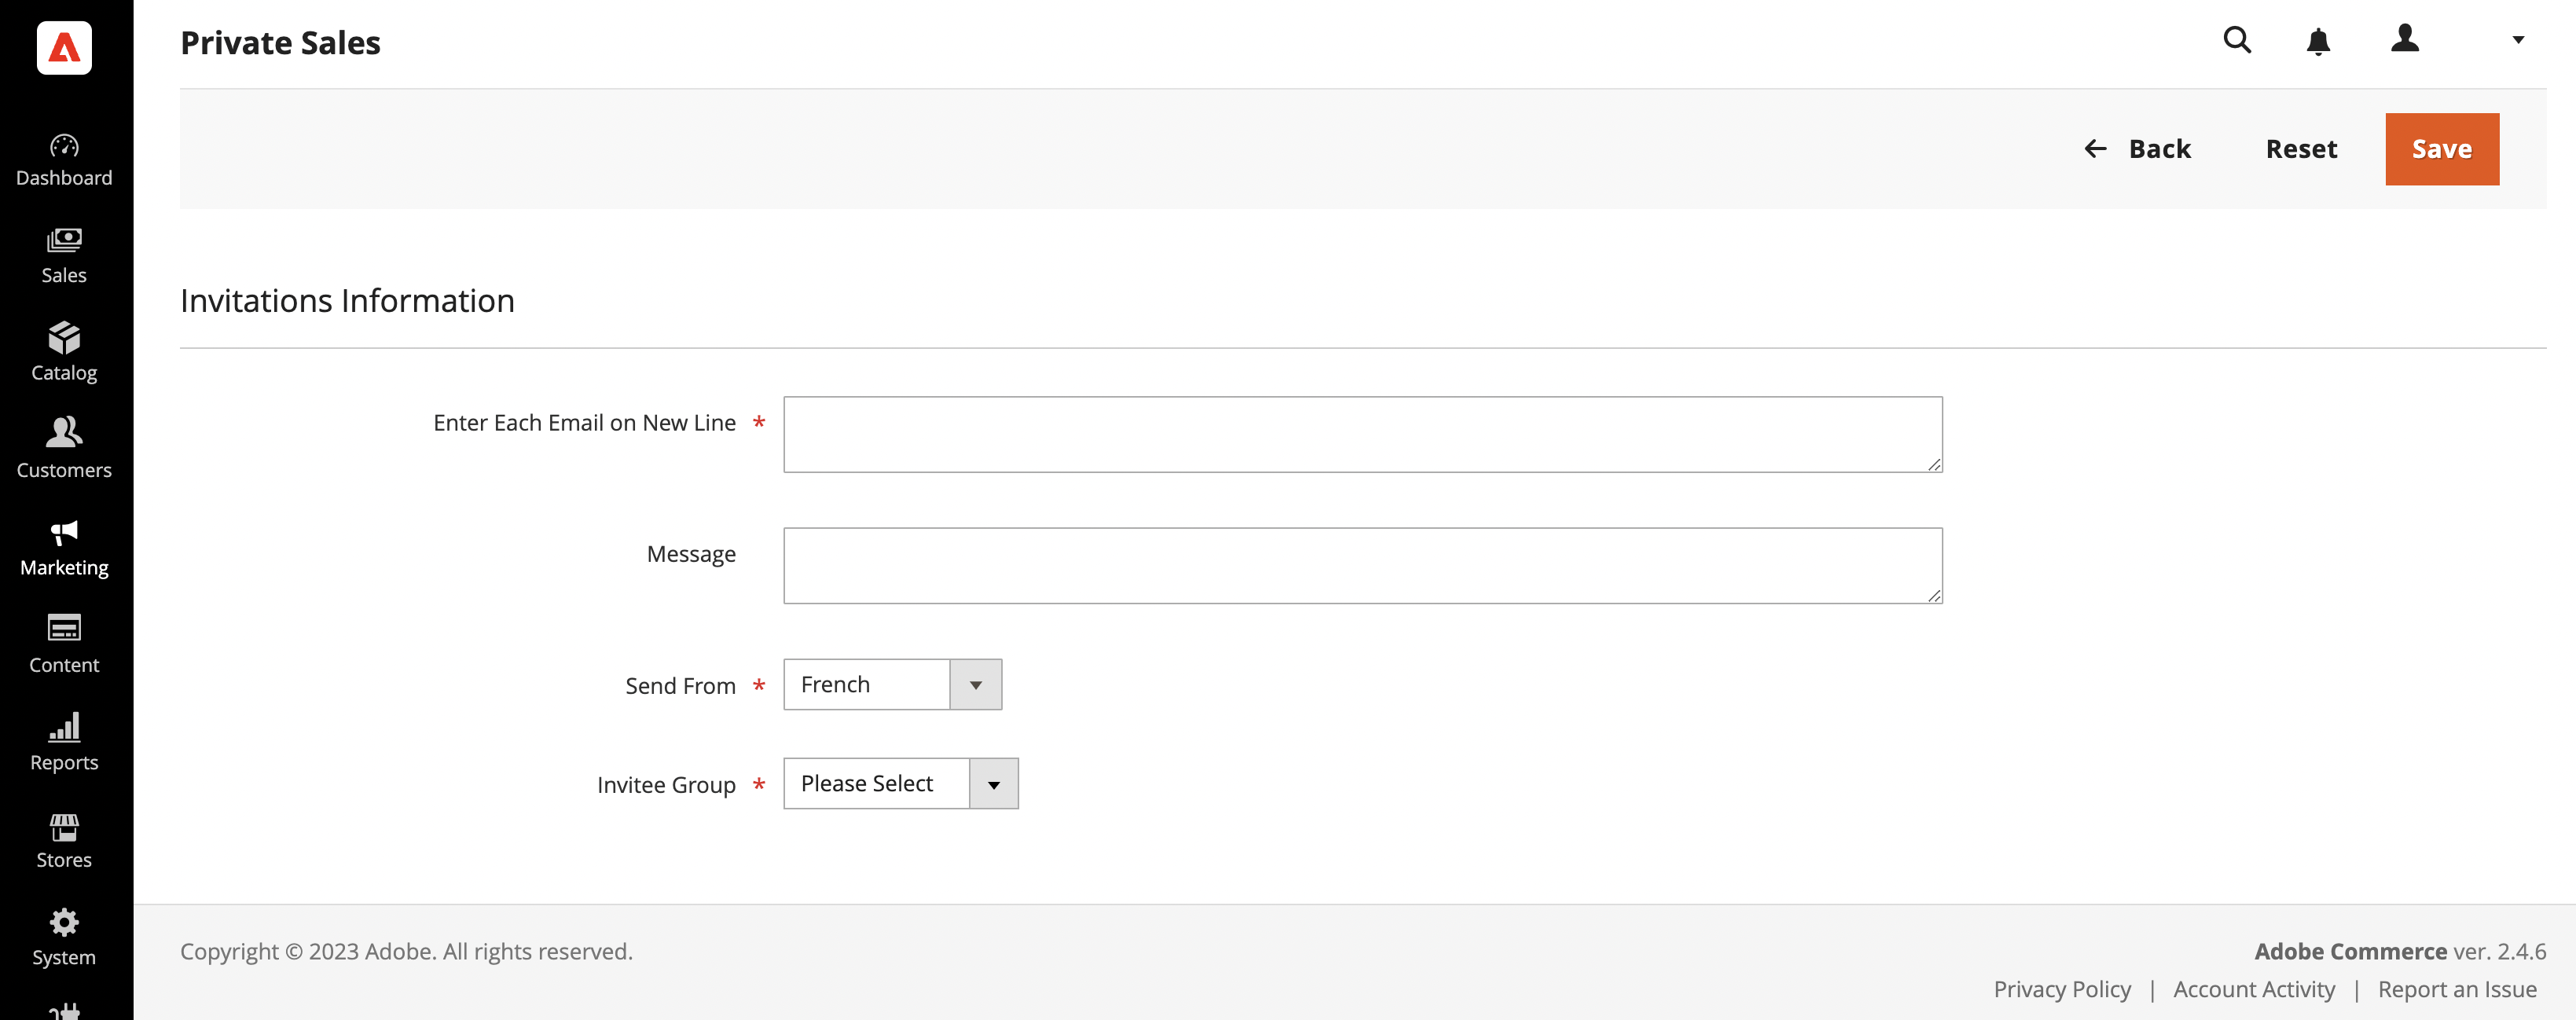 Private Sales
Dashboard
Sales
Catalog
Customers
Marketing
Content
Reports
Stores
System
Back
Reset
Save
Invitations Information
Enter Each Email on New Line *
Message
Send From * French
Invitee Group * Please Select
Copyright © 2023 Adobe. All rights reserved.
Adobe Commerce ver. 2.4.6
Privacy Policy | Account Activity | Report an Issue